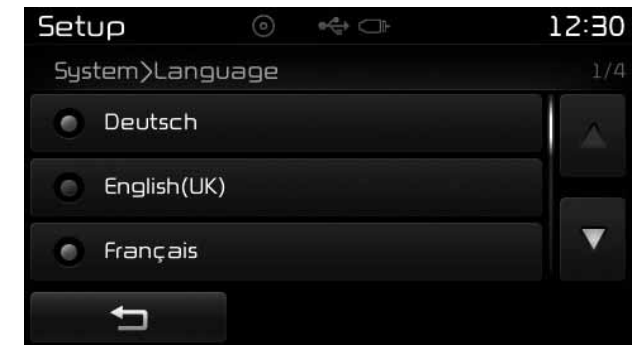 Setup 12:30
System>Language 1/4
Deutsch
English(UK)
Français